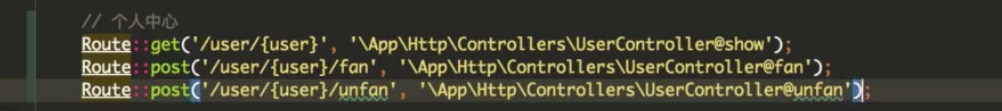 // 个人中心
Route::get('/user/{user}', '\App\Http\Controllers\UserController@show');
Route::post('/user/{user}/fan', '\App\Http\Controllers\UserController@fan');
Route::post('/user/{user}/unfan', '\App\Http\Controllers\UserController@unfan');